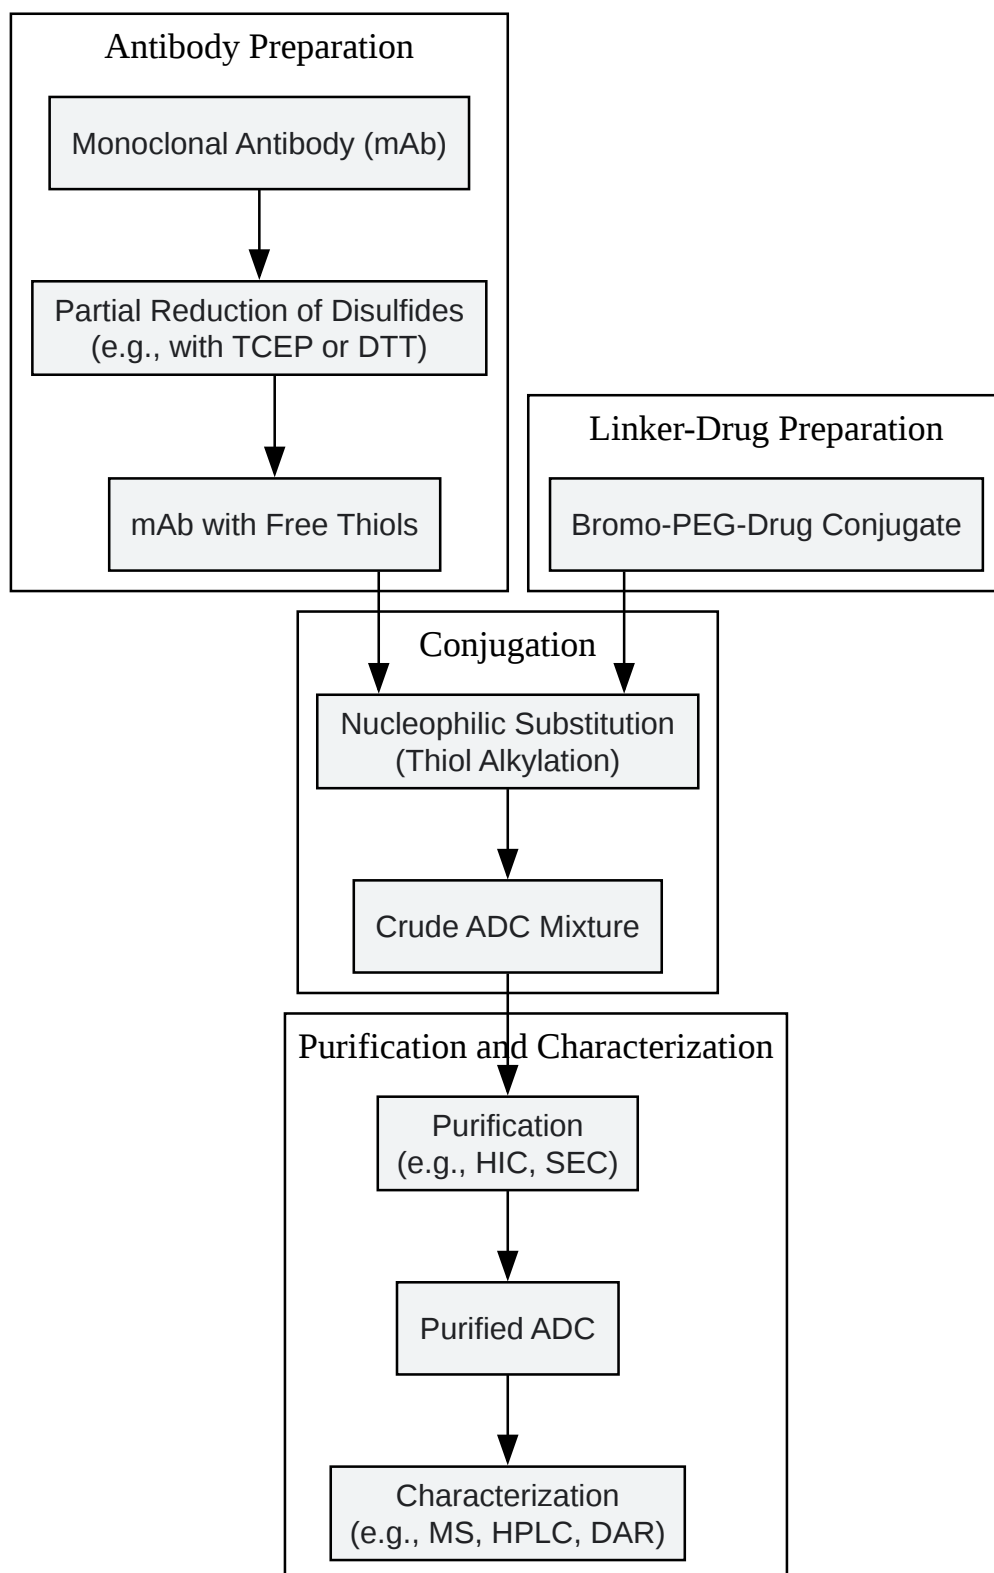 Antibody Preparation
Monoclonal Antibody (mAb)
Partial Reduction of Disulfides
(e.g., with TCEP or DTT)
mAb with Free Thiols
Linker-Drug Preparation
Bromo-PEG-Drug Conjugate
Conjugation
Nucleophilic Substitution
(Thiol Alkylation)
Crude ADC Mixture
Purification and Characterization
Purification
(e.g., HIC, SEC)
Purified ADC
Characterization
(e.g., MS, HPLC, DAR)